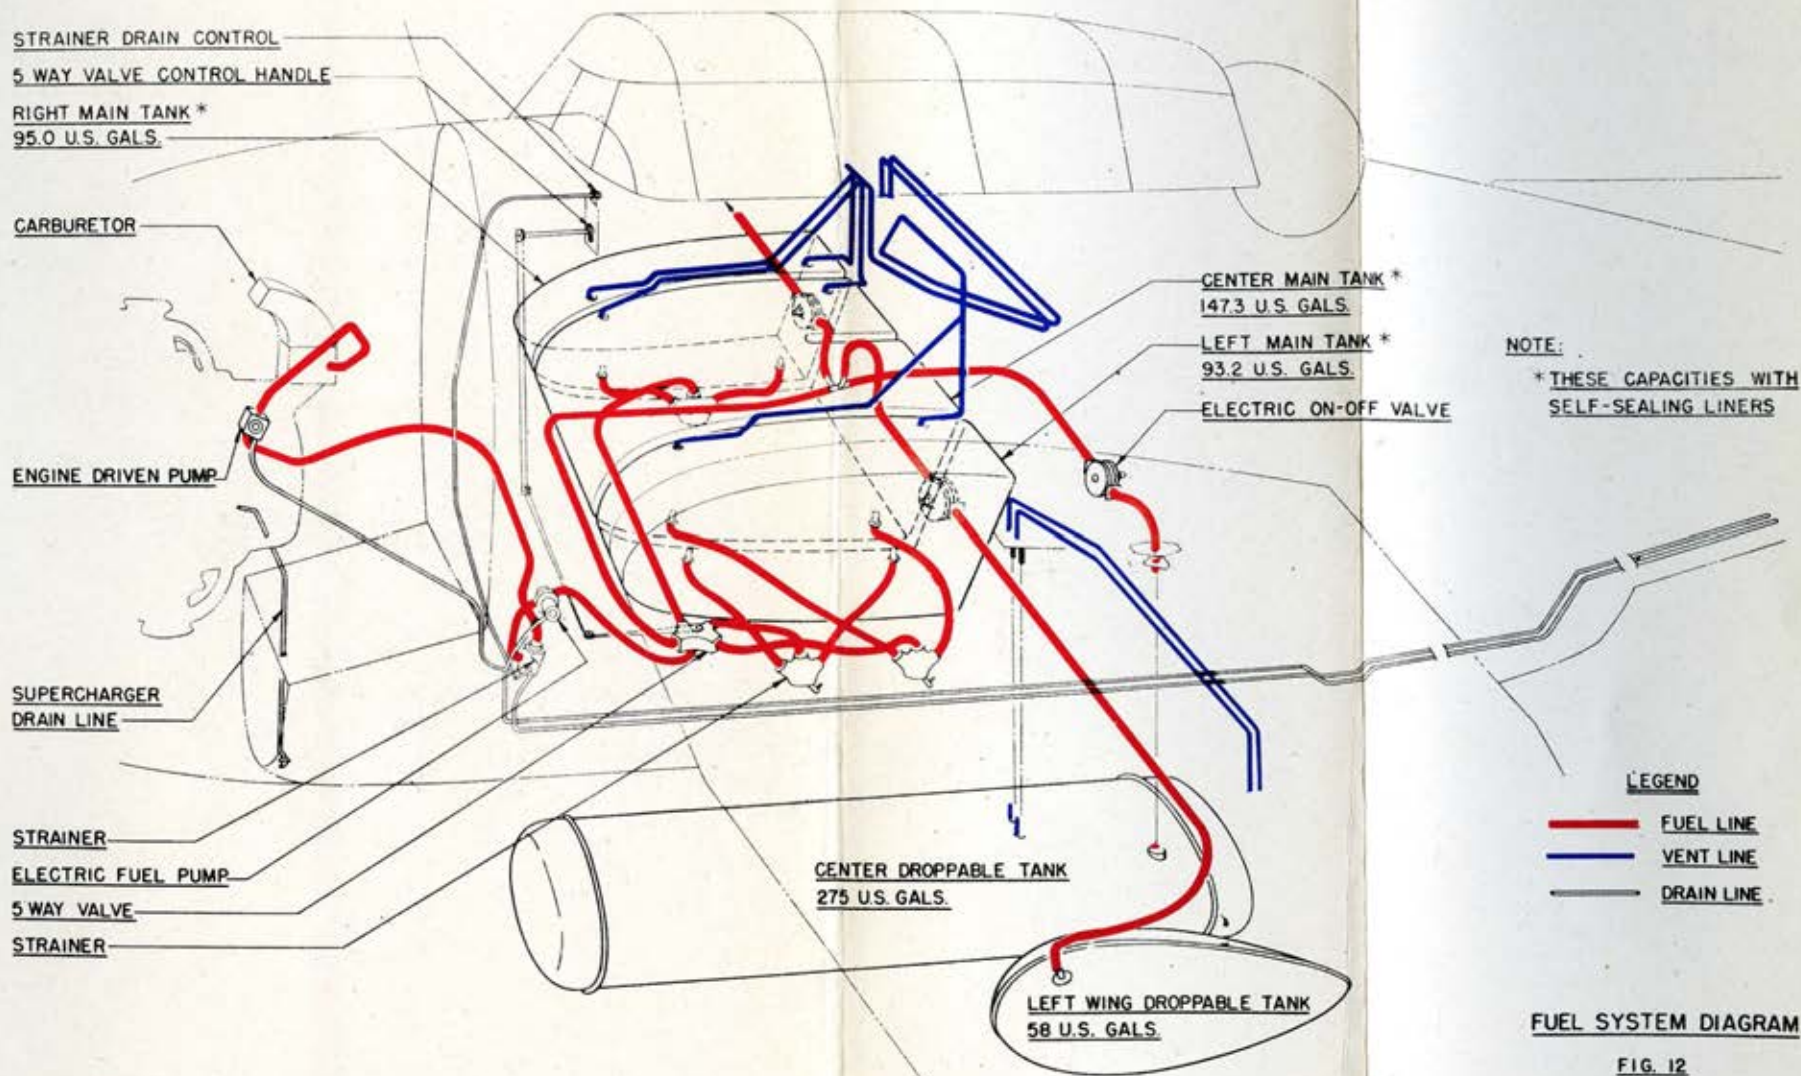 STRAINER DRAIN CONTROL
5 WAY VALVE CONTROL HANDLE
RIGHT MAIN TANK *
95.0 U.S. GALS.
CARBURETOR
ENGINE DRIVEN PUMP
SUPERCHARGER
DRAIN LINE
STRAINER
ELECTRIC FUEL PUMP
5 WAY VALVE
STRAINER
CENTER MAIN TANK *
147.3 U.S. GALS.
LEFT MAIN TANK *
93.2 U.S. GALS.
ELECTRIC ON-OFF VALVE
NOTE:
* THESE CAPACITIES WITH
SELF-SEALING LINERS
CENTER DROPPABLE TANK
275 U.S. GALS.
LEFT WING DROPPABLE TANK
58 U.S. GALS.
LEGEND
FUEL LINE
VENT LINE
DRAIN LINE
FUEL SYSTEM DIAGRAM
FIG. 12